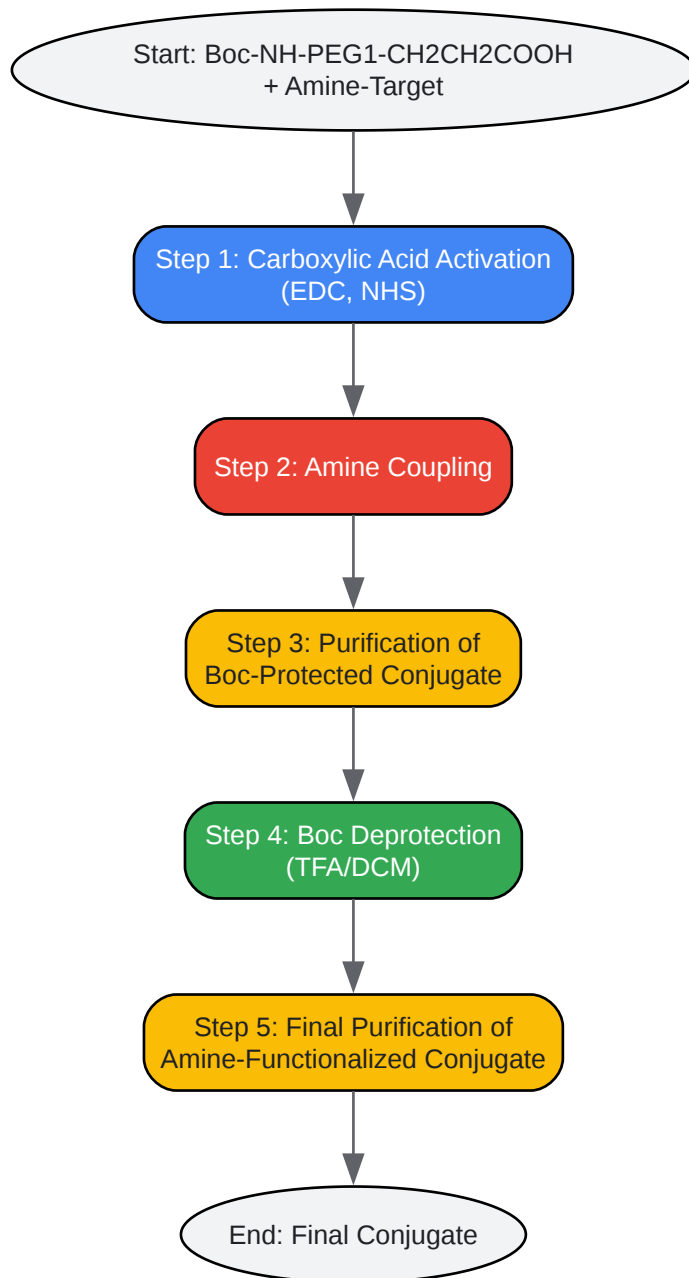 Start: Boc-NH-PEG1-CH2CH2COOH
+ Amine-Target
Step 1: Carboxylic Acid Activation
(EDC, NHS)
Step 2: Amine Coupling
Step 3: Purification of
Boc-Protected Conjugate
Step 4: Boc Deprotection
(TFA/DCM)
Step 5: Final Purification of
Amine-Functionalized Conjugate
End: Final Conjugate